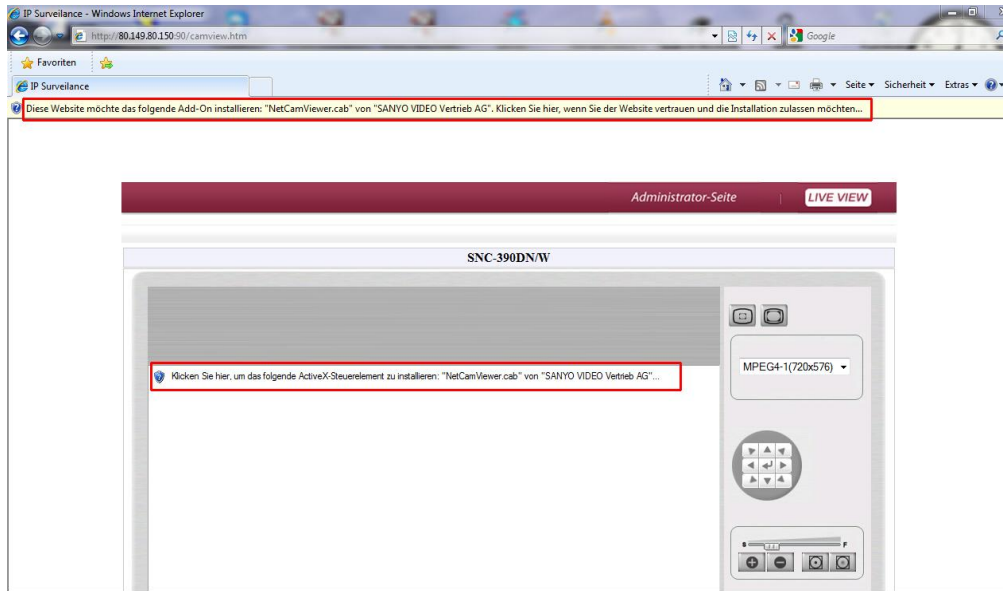 IP Surveilance - Windows Internet Explorer
http://80.149.80.150:90/camview.htm
Google
Favoriten
IP Surveilance
Seite Sicherheit Extras
Diese Website möchte das folgende Add-On installieren: "NetCamViewer.cab" von "SANYO VIDEO Vertrieb AG". Klicken Sie hier, wenn Sie der Website vertrauen und die Installation zulassen möchten...
Administrator-Seite | LIVE VIEW
SNC-390DN/W
Klicken Sie hier, um das folgende ActiveX-Steuerelement zu installieren: "NetCamViewer.cab" von "SANYO VIDEO Vertrieb AG"...
MPEG4-1(720x576)
S F